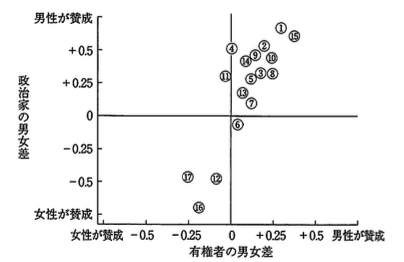 男性が賛成
+0.5
+0.25
0
-0.25
-0.5
女性が賛成
政治家の男女差
① ⑮ ② ④ ⑨ ⑩ ⑭ ③ ⑧ ⑤ ⑪ ⑬ ⑦ ⑥ ⑰ ⑫ ⑯
女性が賛成 -0.5 -0.25 0 +0.25 +0.5 男性が賛成
有権者の男女差